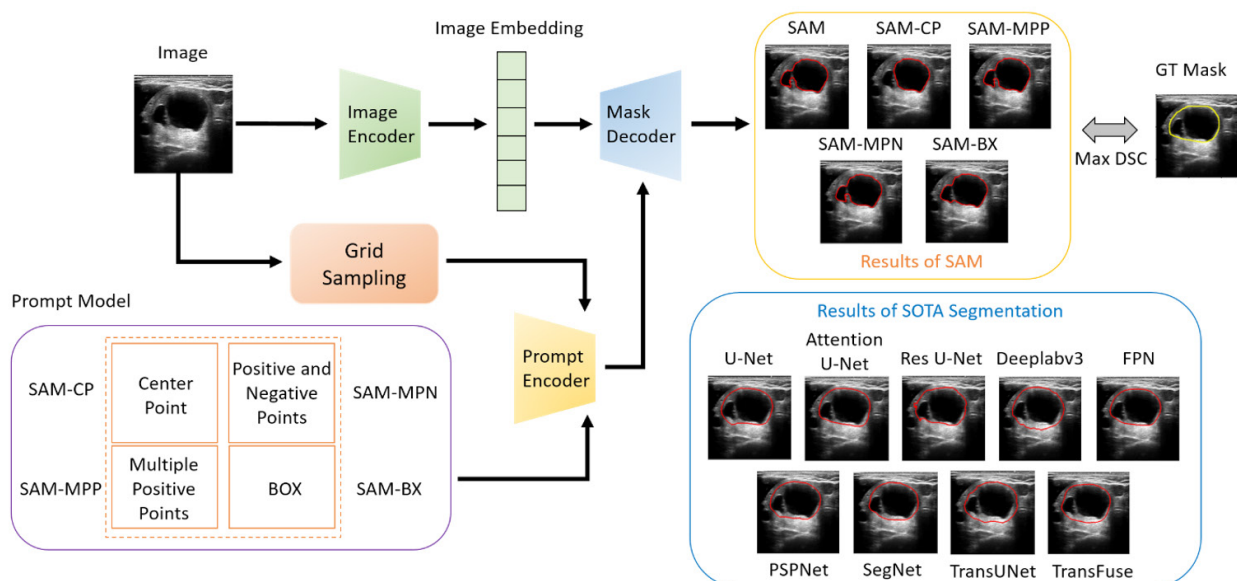 Image
Image Embedding
Image
Encoder
Mask
Decoder
SAM
SAM-CP
SAM-MPP
SAM-MPN
SAM-BX
Results of SAM
GT Mask
Max DSC
Grid
Sampling
Prompt Model
SAM-CP
Center
Point
Positive and
Negative
Points
SAM-MPN
SAM-MPP
Multiple
Positive
Points
BOX
SAM-BX
Prompt
Encoder
Results of SOTA Segmentation
U-Net
Attention
U-Net
Res U-Net
Deeplabv3
FPN
PSPNet
SegNet
TransUNet
TransFuse